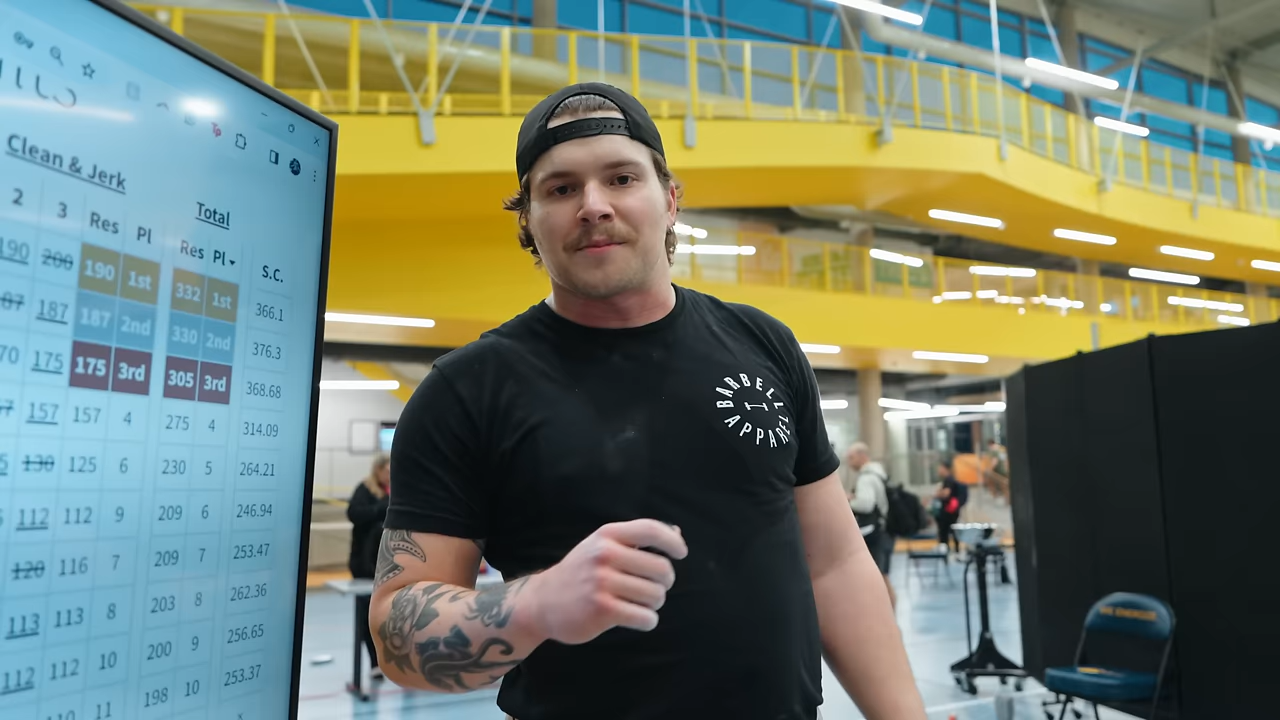 Clean & Jerk
Total
2 3 Res Pl Res Pl S.C.
190 200 190 1st 332 1st 366.1
187 187 2nd 330 2nd 376.3
175 175 3rd 305 3rd 368.68
157 157 4 275 4 314.09
130 125 6 230 5 264.21
112 112 9 209 6 246.94
120 116 7 209 7 253.47
113 113 8 203 8 262.36
112 112 10 200 9 256.65
11 198 10 253.37
BARBELL
APPAREL